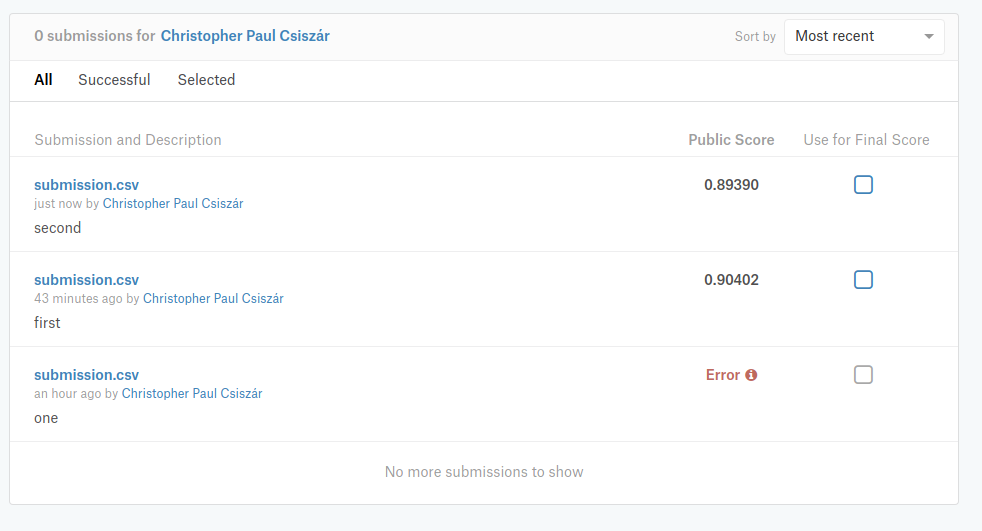 0 submissions for Christopher Paul Csiszár
Sort by Most recent
All Successful Selected
Submission and Description Public Score Use for Final Score
submission.csv 0.89390
just now by Christopher Paul Csiszár
second
submission.csv 0.90402
43 minutes ago by Christopher Paul Csiszár
first
submission.csv Error
an hour ago by Christopher Paul Csiszár
one
No more submissions to show